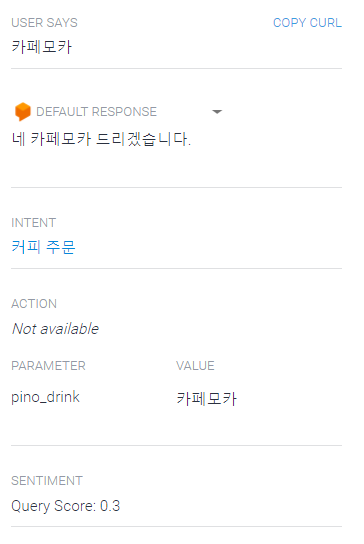 USER SAYS COPY CURL
카페모카
DEFAULT RESPONSE
네 카페모카 드리겠습니다.
INTENT
커피 주문
ACTION
Not available
PARAMETER VALUE
pino_drink 카페모카
SENTIMENT
Query Score: 0.3